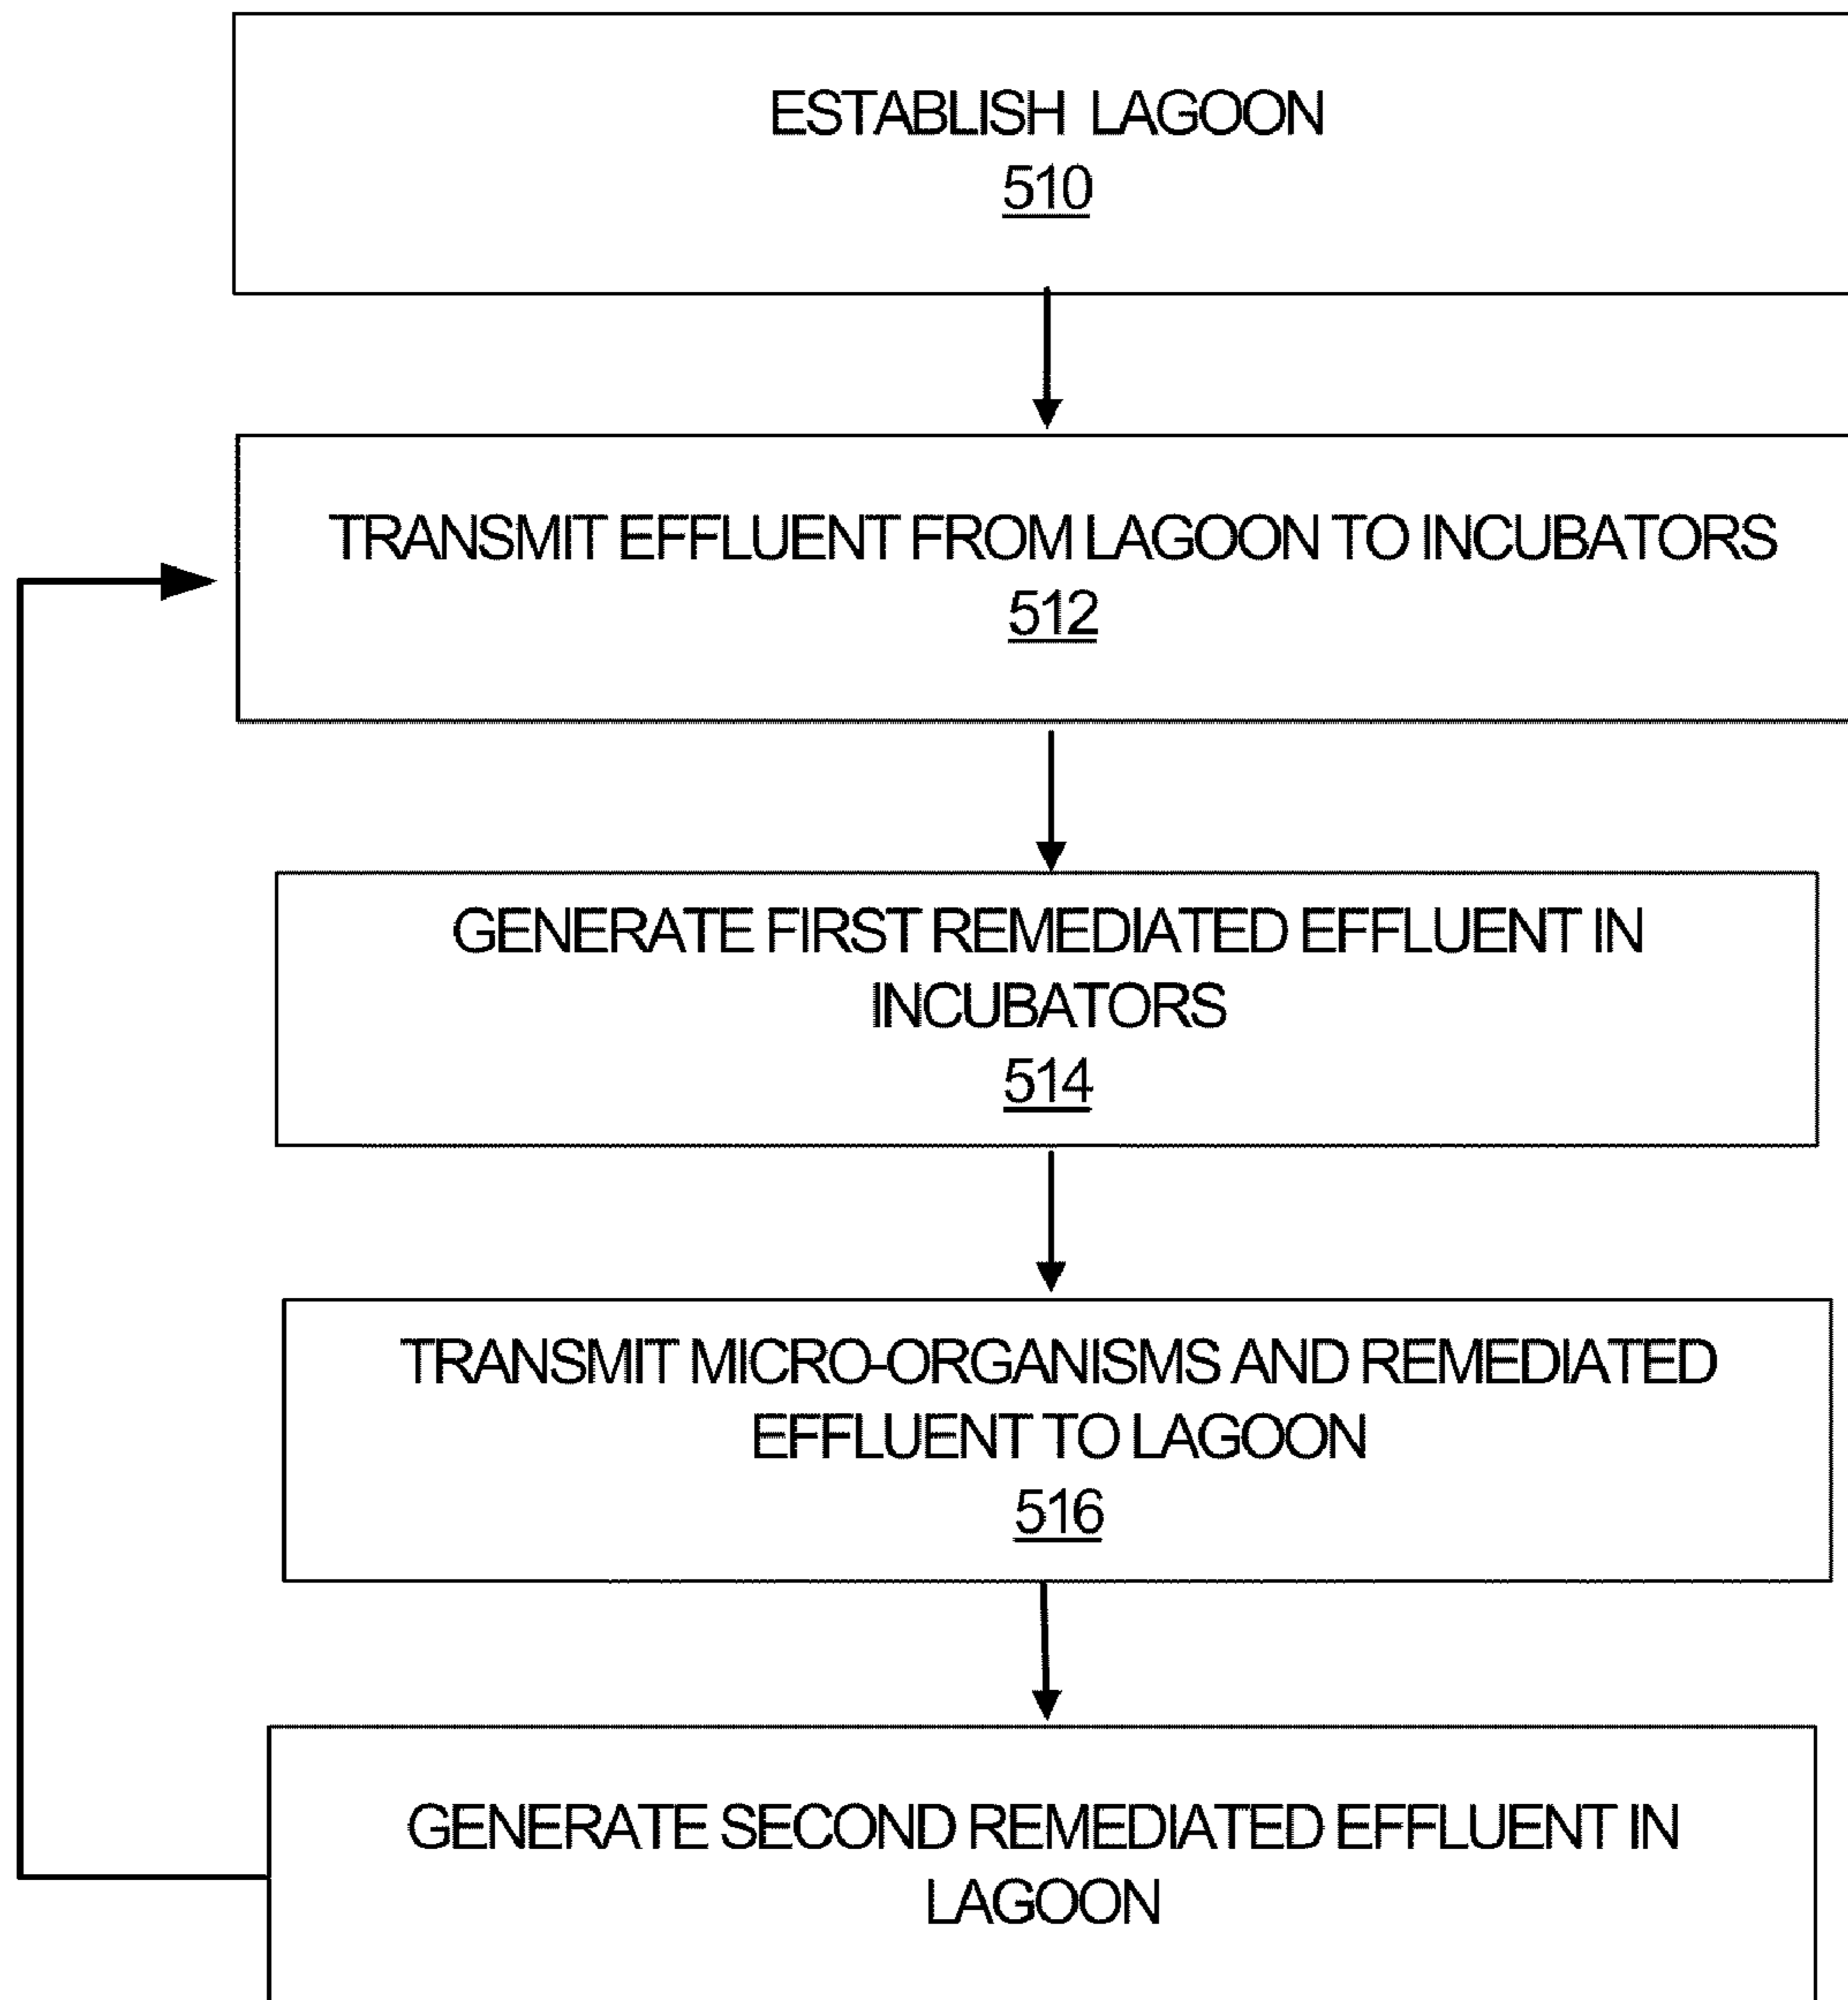 ESTABLISH LAGOON
510
TRANSMIT EFFLUENT FROM LAGOON TO INCUBATORS
512
GENERATE FIRST REMEDIATED EFFLUENT IN
INCUBATORS
514
TRANSMIT MICRO-ORGANISMS AND REMEDIATED
EFFLUENT TO LAGOON
516
GENERATE SECOND REMEDIATED EFFLUENT IN
LAGOON